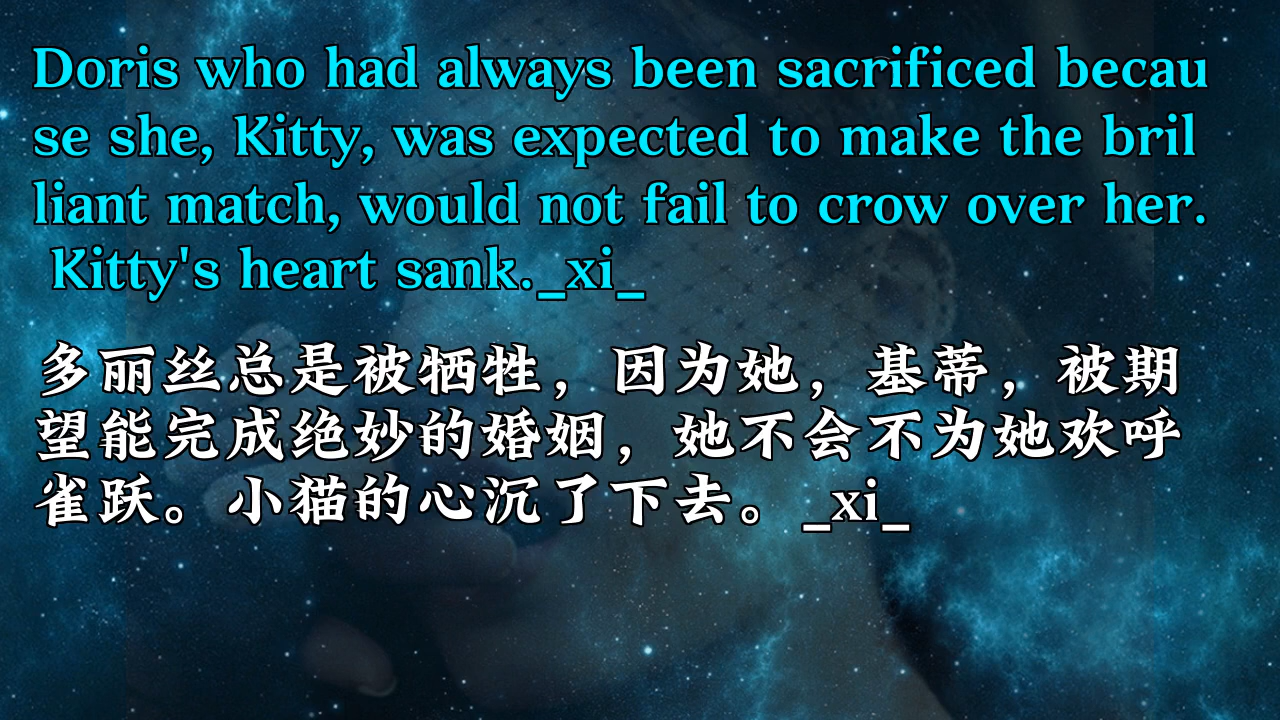 Doris who had always been sacrificed becau
se she, Kitty, was expected to make the bril
liant match, would not fail to crow over her.
Kitty's heart sank._xi_
多丽丝总是被牺牲，因为她，基蒂，被期
望能完成绝妙的婚姻，她不会不为她欢呼
雀跃。小猫的心沉了下去。_xi_